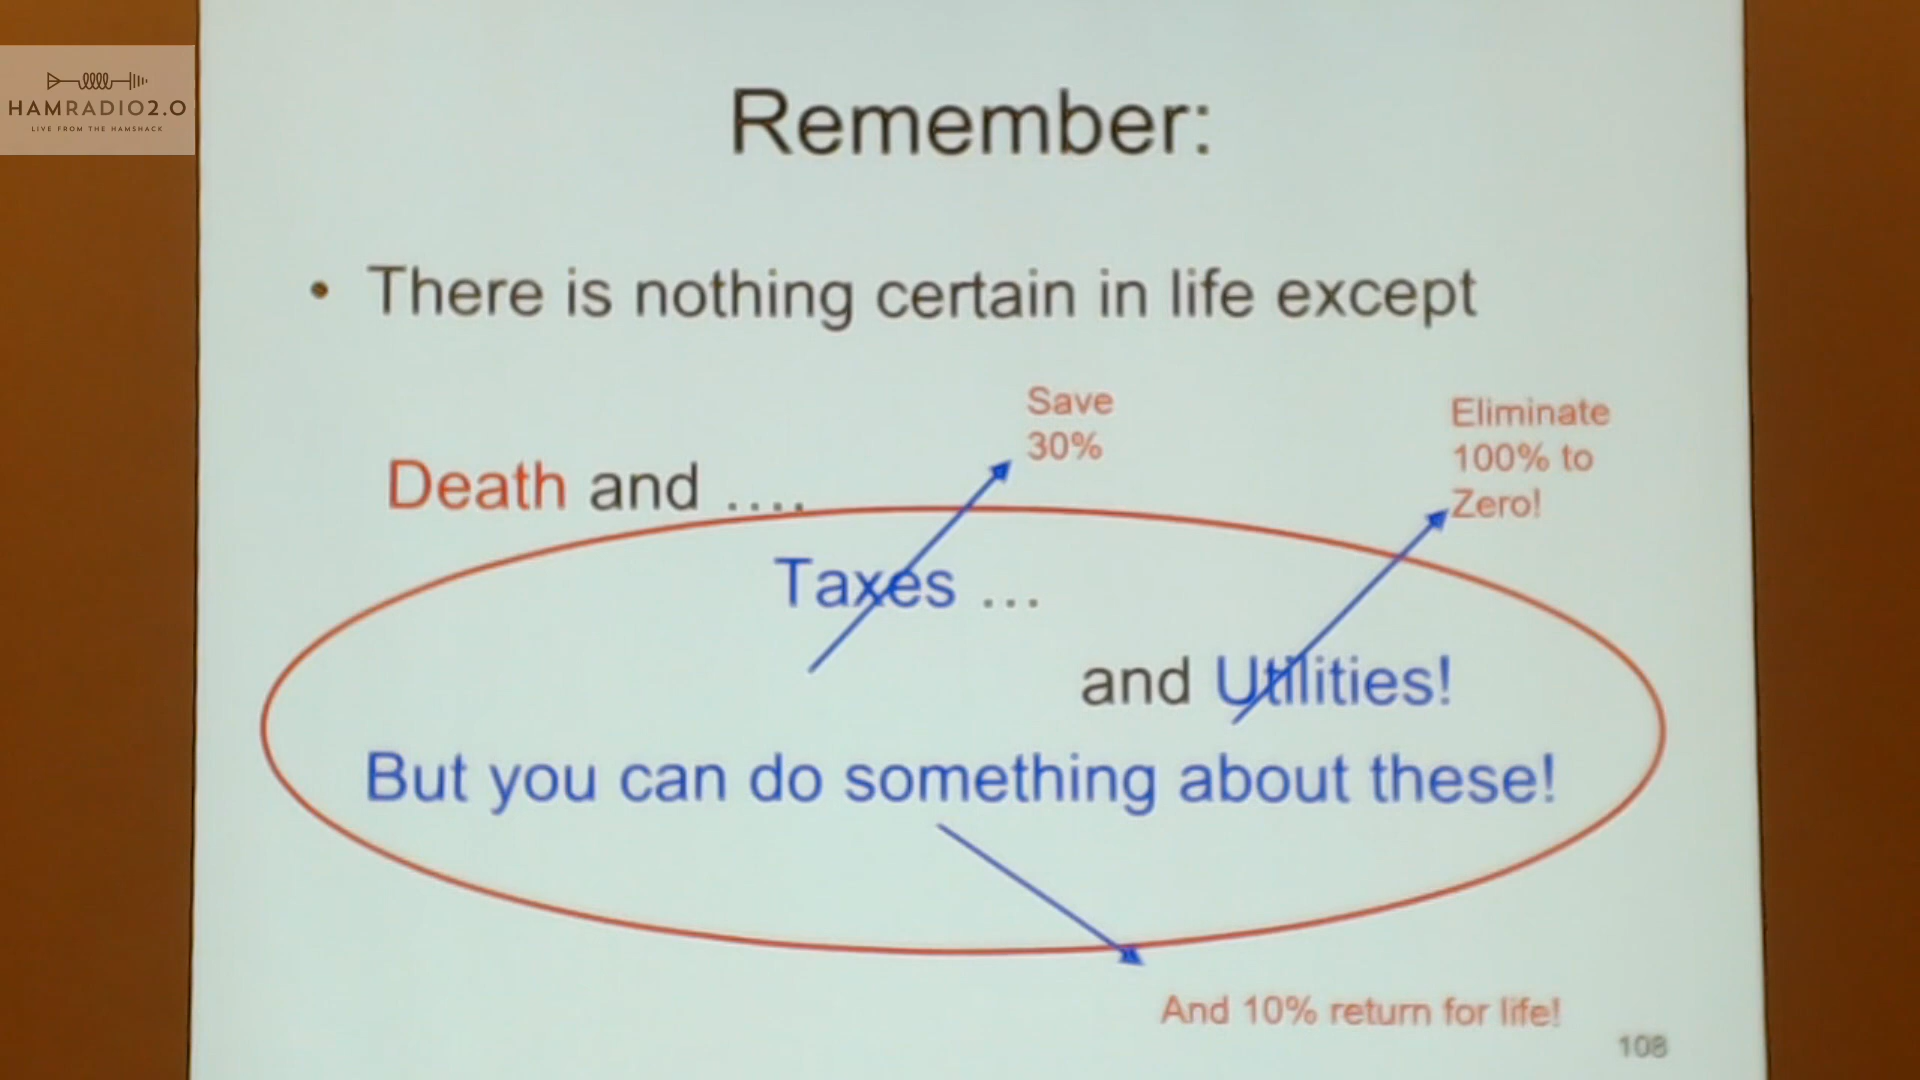 HAMRADIO2.0
LIVE FROM THE HAMSHACK
Remember:
• There is nothing certain in life except
Save
30%
Eliminate
100% to
Zero!
Death and ....
Taxes ...
and Utilities!
But you can do something about these!
And 10% return for life!
108